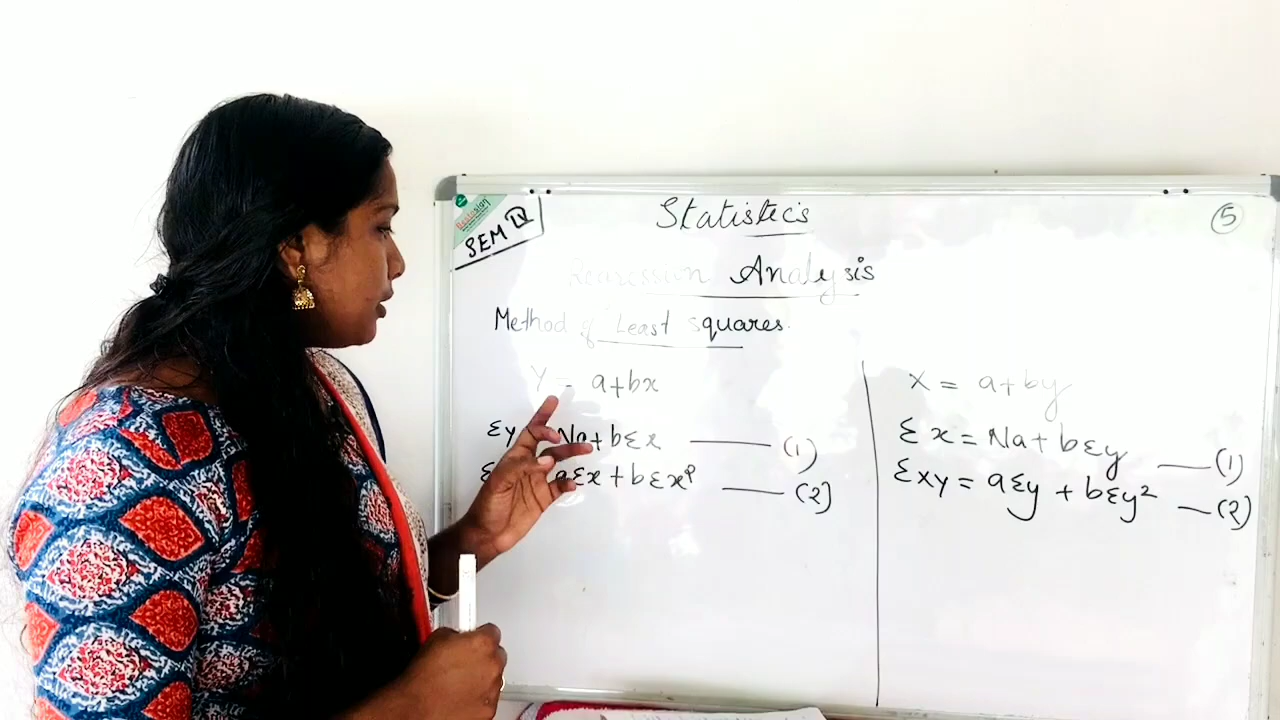 SEM IV
Statistics
5
Regression Analysis
Method of Least squares.
Y = a+bx
Σy Na+ bΣx (1)
aΣx + bΣx² (2)
X = a+by
Σx = Na + bΣy (1)
Σxy = aΣy + bΣy² (2)